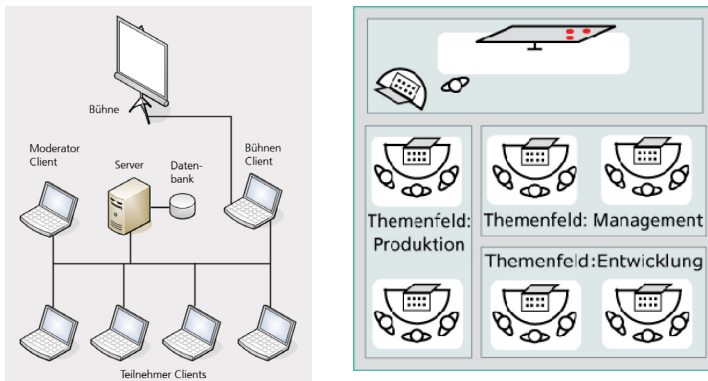 Bühne
Moderator
Client
Server
Daten-
bank
Bühnen
Client
Teilnehmer Clients
Themenfeld:
Produktion
Themenfeld: Management
Themenfeld:Entwicklung